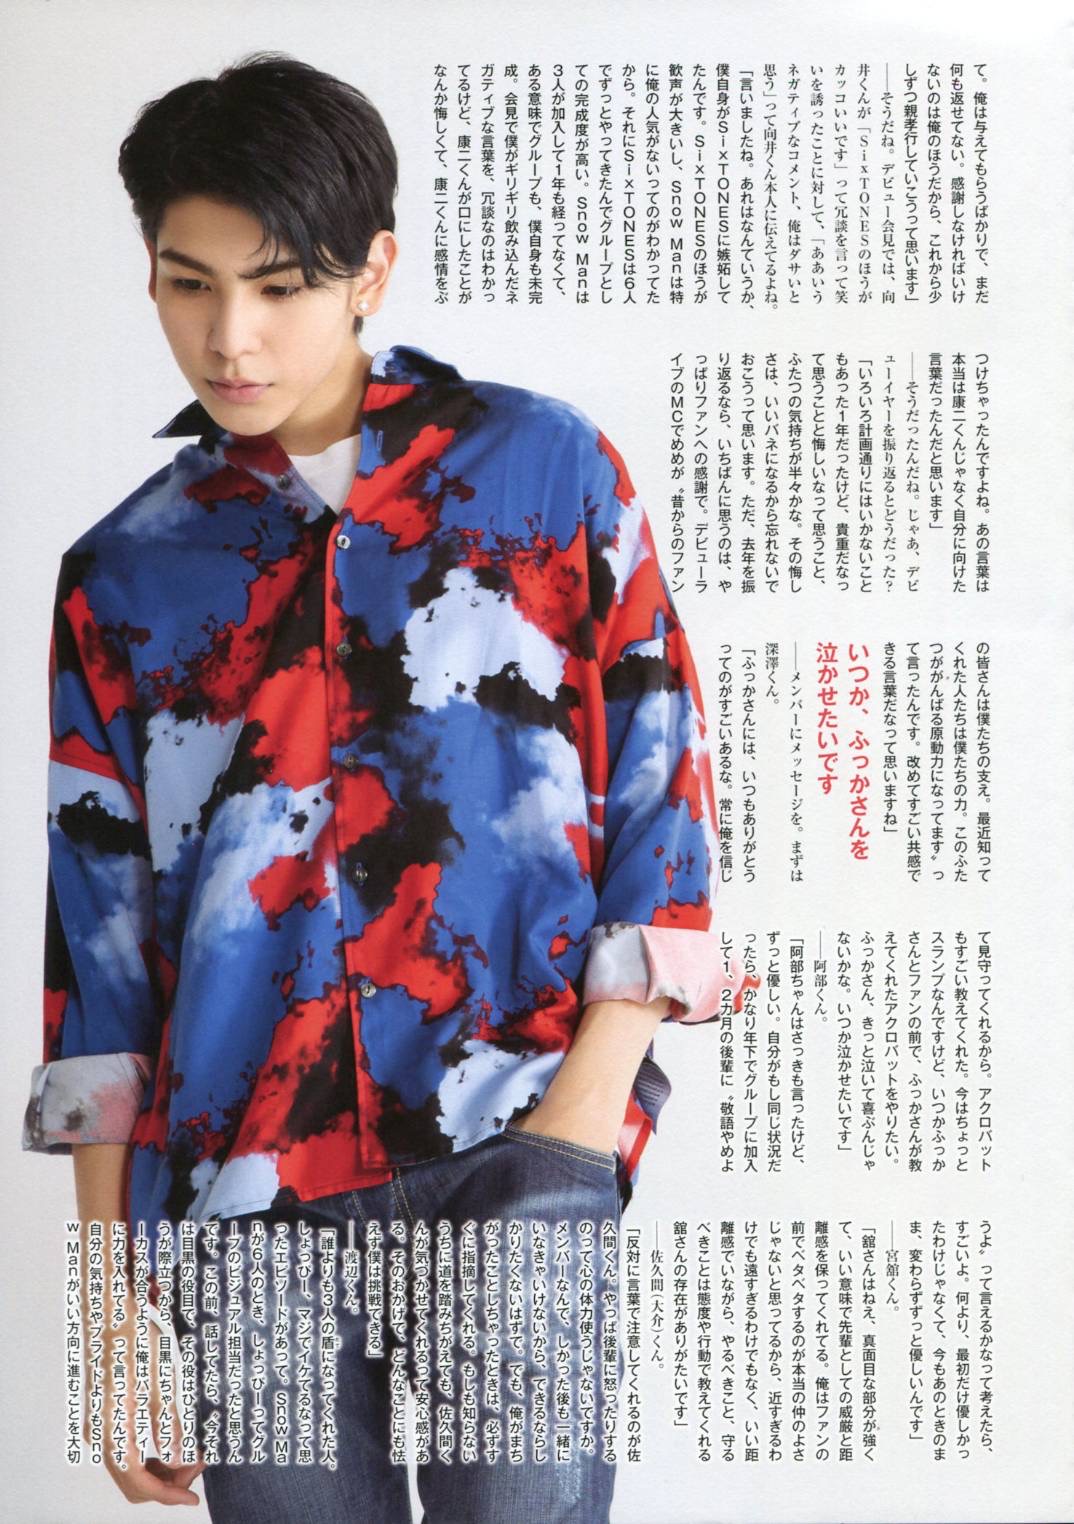 て。俺は与えてもらうばかりで、まだ
何も返せてない。感謝しなければいけ
ないのは俺のほうだから、これから少
しずつ親孝行していこうって思います」
――そうだね。デビュー会見では、向
井くんが「SixTONESのほうが
カッコいいです」って冗談を言って笑
いを誘ったことに対して、「ああいう
ネガティブなコメント、俺はダサいと
思う」って向井くん本人に伝えてるよね。
「言いましたね。あれはなんていうか、
僕自身がSixTONESに嫉妬して
たんです。SixTONESのほうが
歓声が大きいし、Snow Manは特
に俺の人気がないってのがわかってた
から。それにSixTONESは6人
でずっとやってきたんでグループとし
ての完成度が高い。Snow Manは
3人が加入して1年も経ってなくて、
ある意味でグループも、僕自身も未完
成。会見で僕がギリギリ飲み込んだネ
ガティブな言葉を、冗談なのはわかっ
てるけど、康二くんが口にしたことが
なんか悔しくて、康二くんに感情をぶ
つけちゃったんですよね。あの言葉は
本当は康二くんじゃなく自分に向けた
言葉だったんだと思います」
――そうだったんだね。じゃあ、デビ
ューイヤーを振り返るとどうだった?
「いろいろ計画通りにはいかないこと
もあった1年だったけど、貴重だなっ
て思うことと悔しいなって思うこと、
ふたつの気持ちが半々かな。その悔し
さは、いいバネになるから忘れないで
おこうって思います。ただ、去年を振
り返るなら、いちばんに思うのは、や
っぱりファンへの感謝で。デビューラ
イブのMCでめめが〝昔からのファン
の皆さんは僕たちの支え。最近知って
くれた人たちは僕たちの力。このふた
つががんばる原動力になってます〟っ
て言ったんです。改めてすごい共感で
きる言葉だなって思いますね」
いつか、ふっかさんを
泣かせたいです
――メンバーにメッセージを。まずは
深澤くん。
「ふっかさんには、いつもありがとう
ってのがすごいあるな。常に俺を信じ
て見守ってくれるから。アクロバット
もすごい教えてくれた。今はちょっと
スランプなんですけど、いつかふっか
さんとファンの前で、ふっかさんが教
えてくれたアクロバットをやりたい。
ふっかさん、きっと泣いて喜ぶんじゃ
ないかな。いつか泣かせたいです」
――阿部くん。
「阿部ちゃんはさっきも言ったけど、
ずっと優しい。自分がもし同じ状況だ
ったら、かなり年下でグループに加入
して1、2カ月の後輩に〝敬語やめよ
うよ〟って言えるかなって考えたら、
すごいよ。何より、最初だけ優しかっ
たわけじゃなくて、今もあのときのま
ま、変わらずずっと優しいんです」
――宮舘くん。
「舘さんはねえ、真面目な部分が強く
て、いい意味で先輩としての威厳と距
離感を保ってくれてる。俺はファンの
前でベタベタするのが本当の仲のよさ
じゃないと思ってるから、近すぎるわ
けでも遠すぎるわけでもなく、いい距
離感でいながら、やるべきこと、守る
べきことは態度や行動で教えてくれる
舘さんの存在がありがたいです」
――佐久間(大介)くん。
「反対に言葉で注意してくれるのが佐
久間くん。やっぱ後輩に怒ったりする
のって心の体力使うじゃないですか。
メンバーなんで、しかった後も一緒に
いなきゃいけないから、できるならし
かりたくないはずで。でも、俺がまち
がったことしちゃったときは、必ずす
ぐに指摘してくれる。もしも知らない
うちに道を踏みちがえても、佐久間く
んが気づかせてくれるって安心感があ
る。そのおかげで、どんなことにも怯
えず僕は挑戦できる」
――渡辺くん。
「誰よりも3人の盾になってくれた人。
しょっぴー、マジでイケてるなって思
ったエピソードがあって。Snow Ma
nが6人のとき、しょっぴーってグル
ープのビジュアル担当だったと思うん
です。この前、話してたら、〝今それ
は目黒の役目で、その役はひとりのほ
うが際立つから、目黒にちゃんとフォ
ーカスが合うように俺はバラエティー
に力を入れてる〟って言ってたんです。
自分の気持ちやプライドよりもSno
w Manがいい方向に進むことを大切